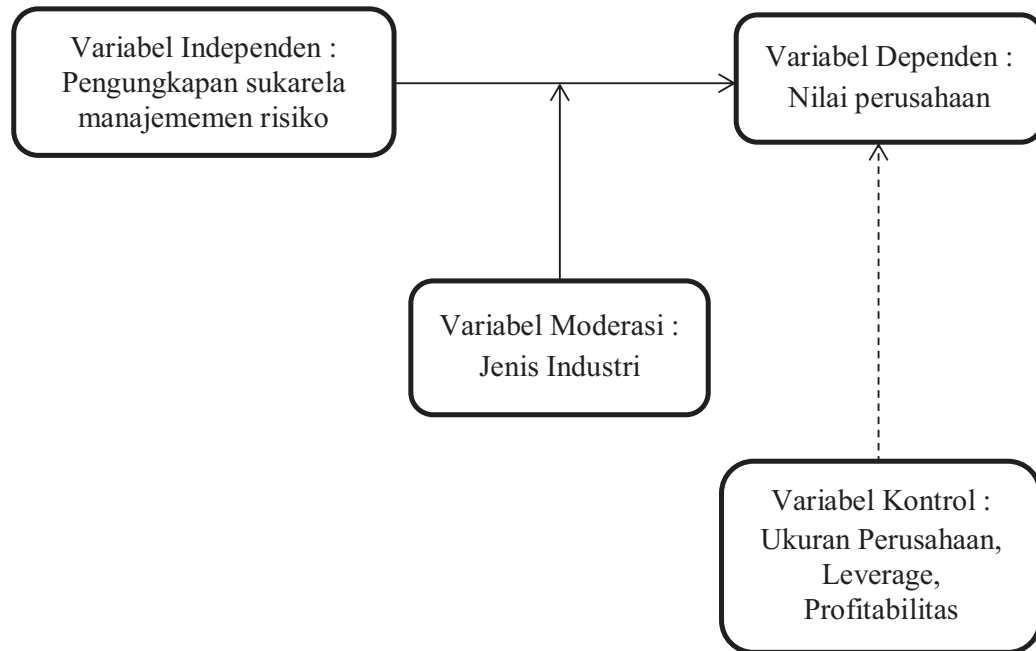 Variabel Independen :
Pengungkapan sukarela
manajememen risiko
Variabel Dependen :
Nilai perusahaan
Variabel Moderasi :
Jenis Industri
Variabel Kontrol :
Ukuran Perusahaan,
Leverage,
Profitabilitas